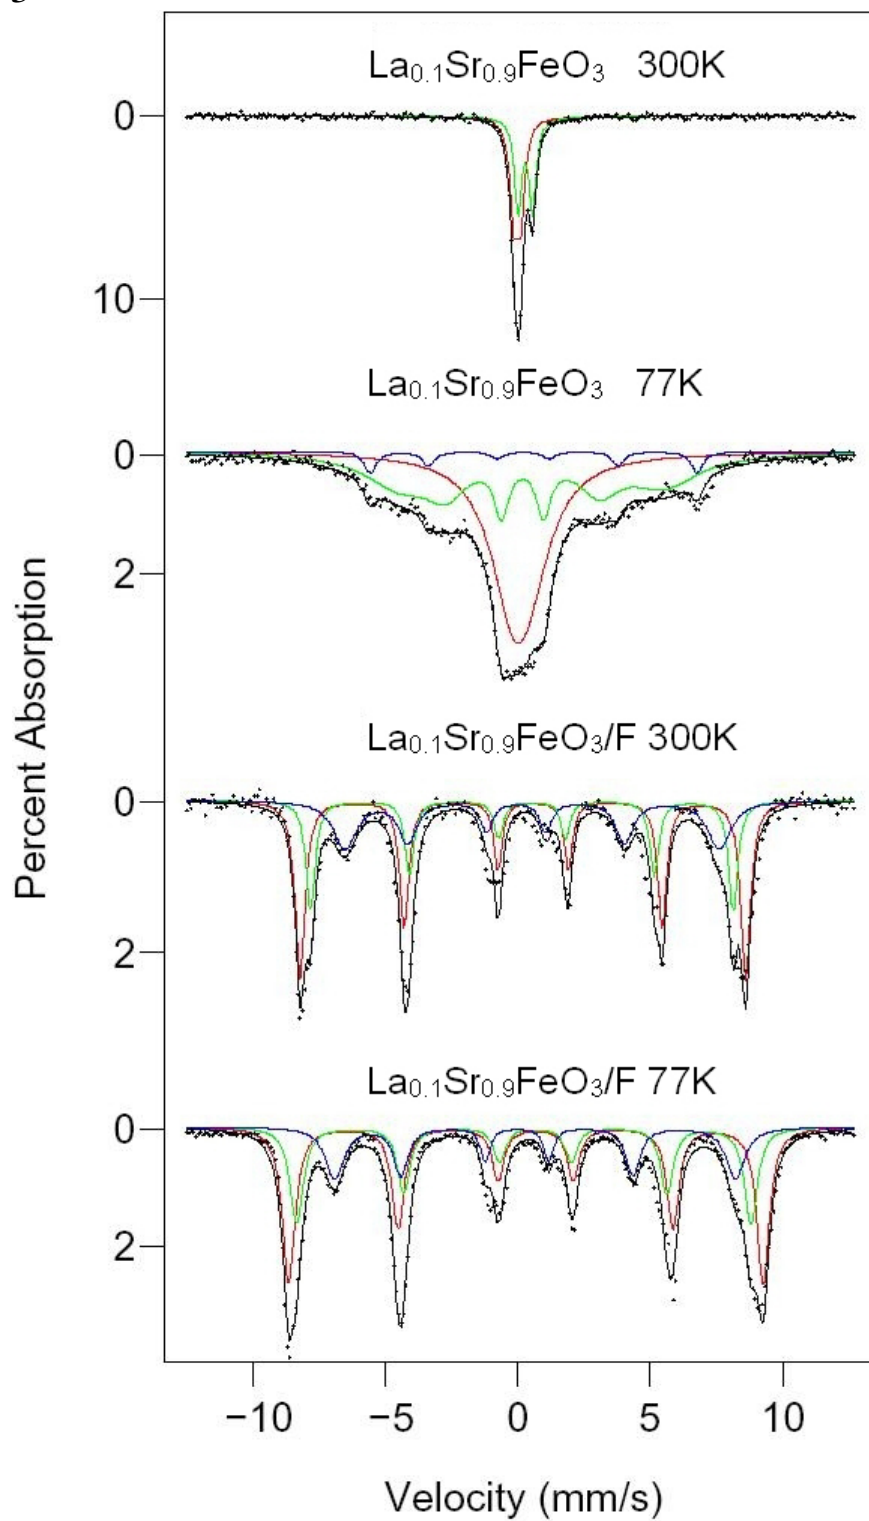 La₀.₁Sr₀.₉FeO₃ 300K
0
10
La₀.₁Sr₀.₉FeO₃ 77K
0
2
La₀.₁Sr₀.₉FeO₃/F 300K
0
2
La₀.₁Sr₀.₉FeO₃/F 77K
0
2
Percent Absorption
−10 −5 0 5 10
Velocity (mm/s)